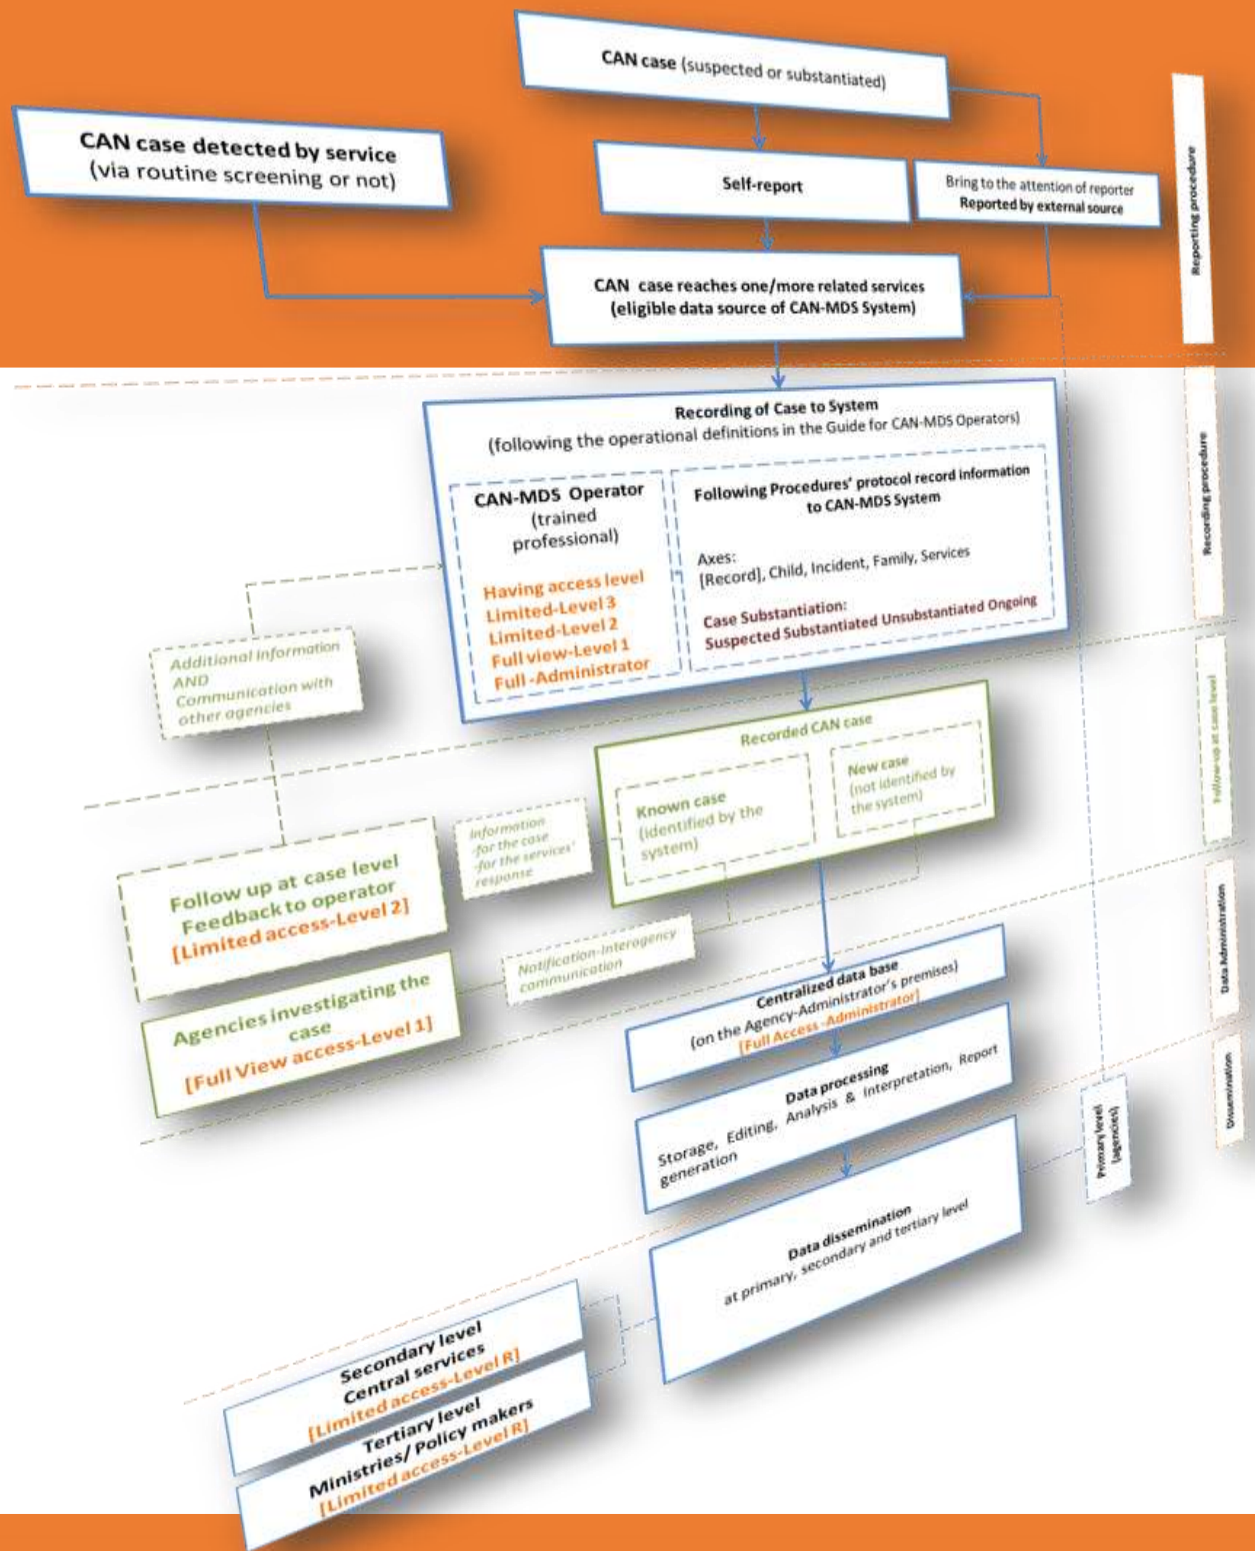 CAN case (suspected or substantiated)
CAN case detected by service
(via routine screening or not)
Self-report
Bring to the attention of reporter
Reported by external source
CAN case reaches one/more related services
(eligible data source of CAN-MDS System)
Reporting procedure
Recording of Case to System
(following the operational definitions in the Guide for CAN-MDS Operators)
CAN-MDS Operator
(trained
professional)
Having access level
Limited-Level 3
Limited-Level 2
Full view-Level 1
Full -Administrator
Following Procedures' protocol record information
to CAN-MDS System
Axes:
[Record], Child, Incident, Family, Services
Case Substantiation:
Suspected Substantiated Unsubstantiated Ongoing
Recording procedure
Additional Information
AND
Communication with
other agencies
Recorded CAN case
Known case
(identified by the
system)
New case
(not identified by
the system)
Follow-up at case level
Information
-for the case
-for the services'
response
Follow up at case level
Feedback to operator
[Limited access-Level 2]
Notification-Interagency
communication
Agencies investigating the
case
[Full View access-Level 1]
Centralized data base
(on the Agency-Administrator's premises)
[Full Access -Administrator]
Data Administration
Data processing
Storage, Editing, Analysis & Interpretation, Report
generation
Dissemination
Primary level
(agencies)
Data dissemination
at primary, secondary and tertiary level
Secondary level
Central services
[Limited access-Level R]
Tertiary level
Ministries/ Policy makers
[Limited access-Level R]